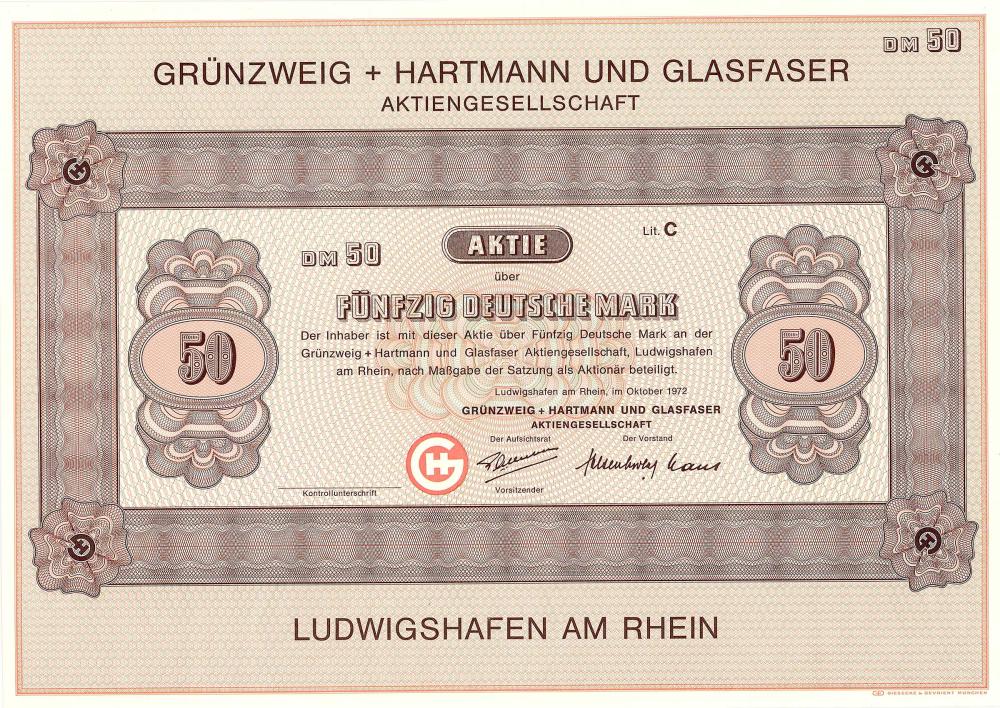 DM 50
GRÜNZWEIG + HARTMANN UND GLASFASER
AKTIENGESELLSCHAFT
DM 50
AKTIE
Lit. C
über
FÜNFZIG DEUTSCHE MARK
Der Inhaber ist mit dieser Aktie über Fünfzig Deutsche Mark an der
Grünzweig + Hartmann und Glasfaser Aktiengesellschaft, Ludwigshafen
am Rhein, nach Maßgabe der Satzung als Aktionär beteiligt.
50
50
Ludwigshafen am Rhein, im Oktober 1972
GRÜNZWEIG + HARTMANN UND GLASFASER
AKTIENGESELLSCHAFT
Der Aufsichtsrat
Der Vorstand
Kontrollunterschrift
Vorsitzender
LUDWIGSHAFEN AM RHEIN
GIESECKE & DEVRIENT MÜNCHEN